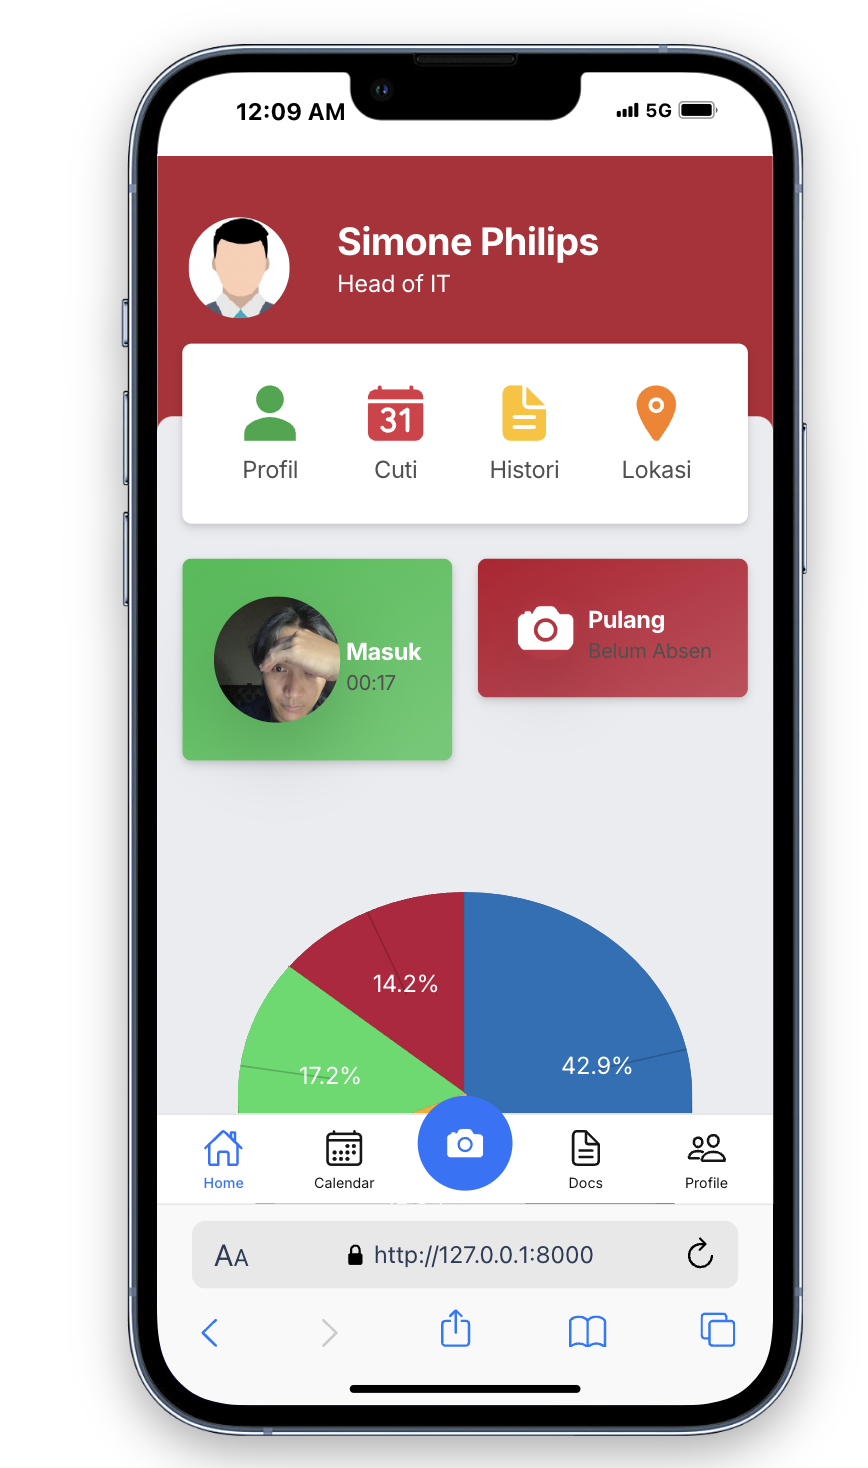 12:09 AM 5G
Simone Philips
Head of IT
31
Profil Cuti Histori Lokasi
Masuk
00:17
Pulang
Belum Absen
14.2%
42.9%
17.2%
Home Calendar Docs Profile
AA http://127.0.0.1:8000